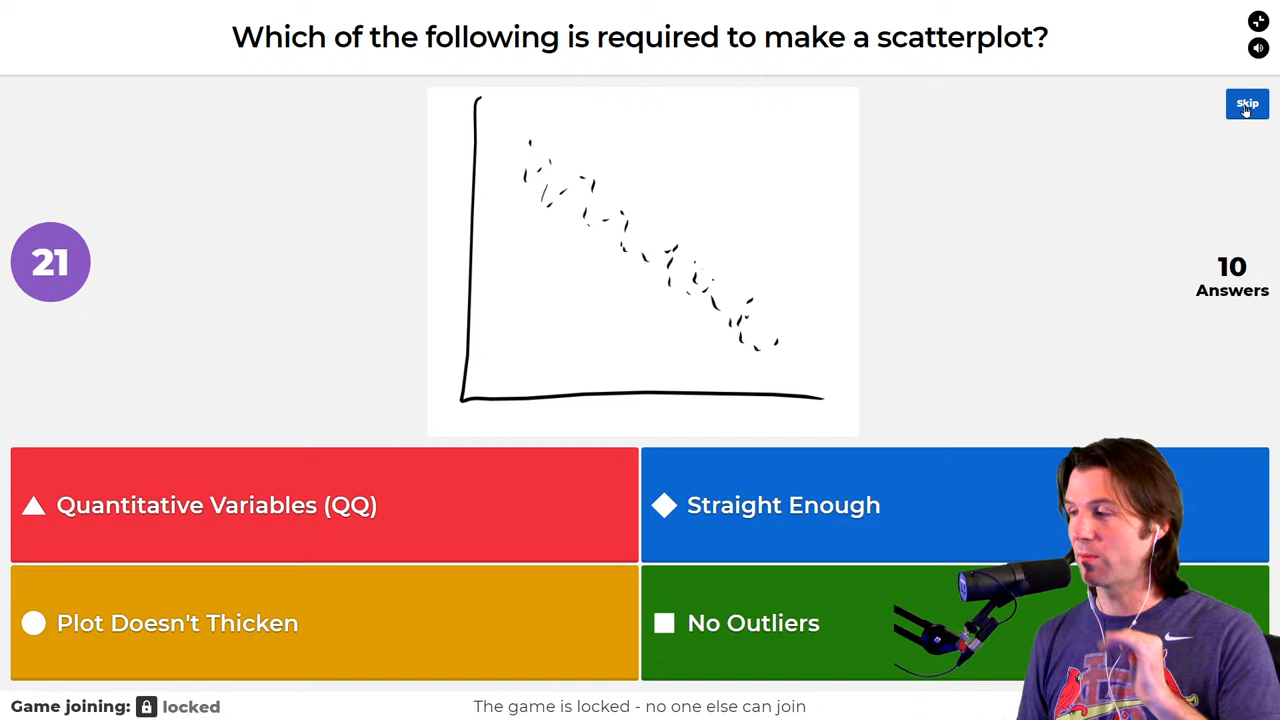 Which of the following is required to make a scatterplot?
Skip
21
10
Answers
Quantitative Variables (QQ)
Straight Enough
Plot Doesn't Thicken
No Outliers
Game joining: locked
The game is locked - no one else can join